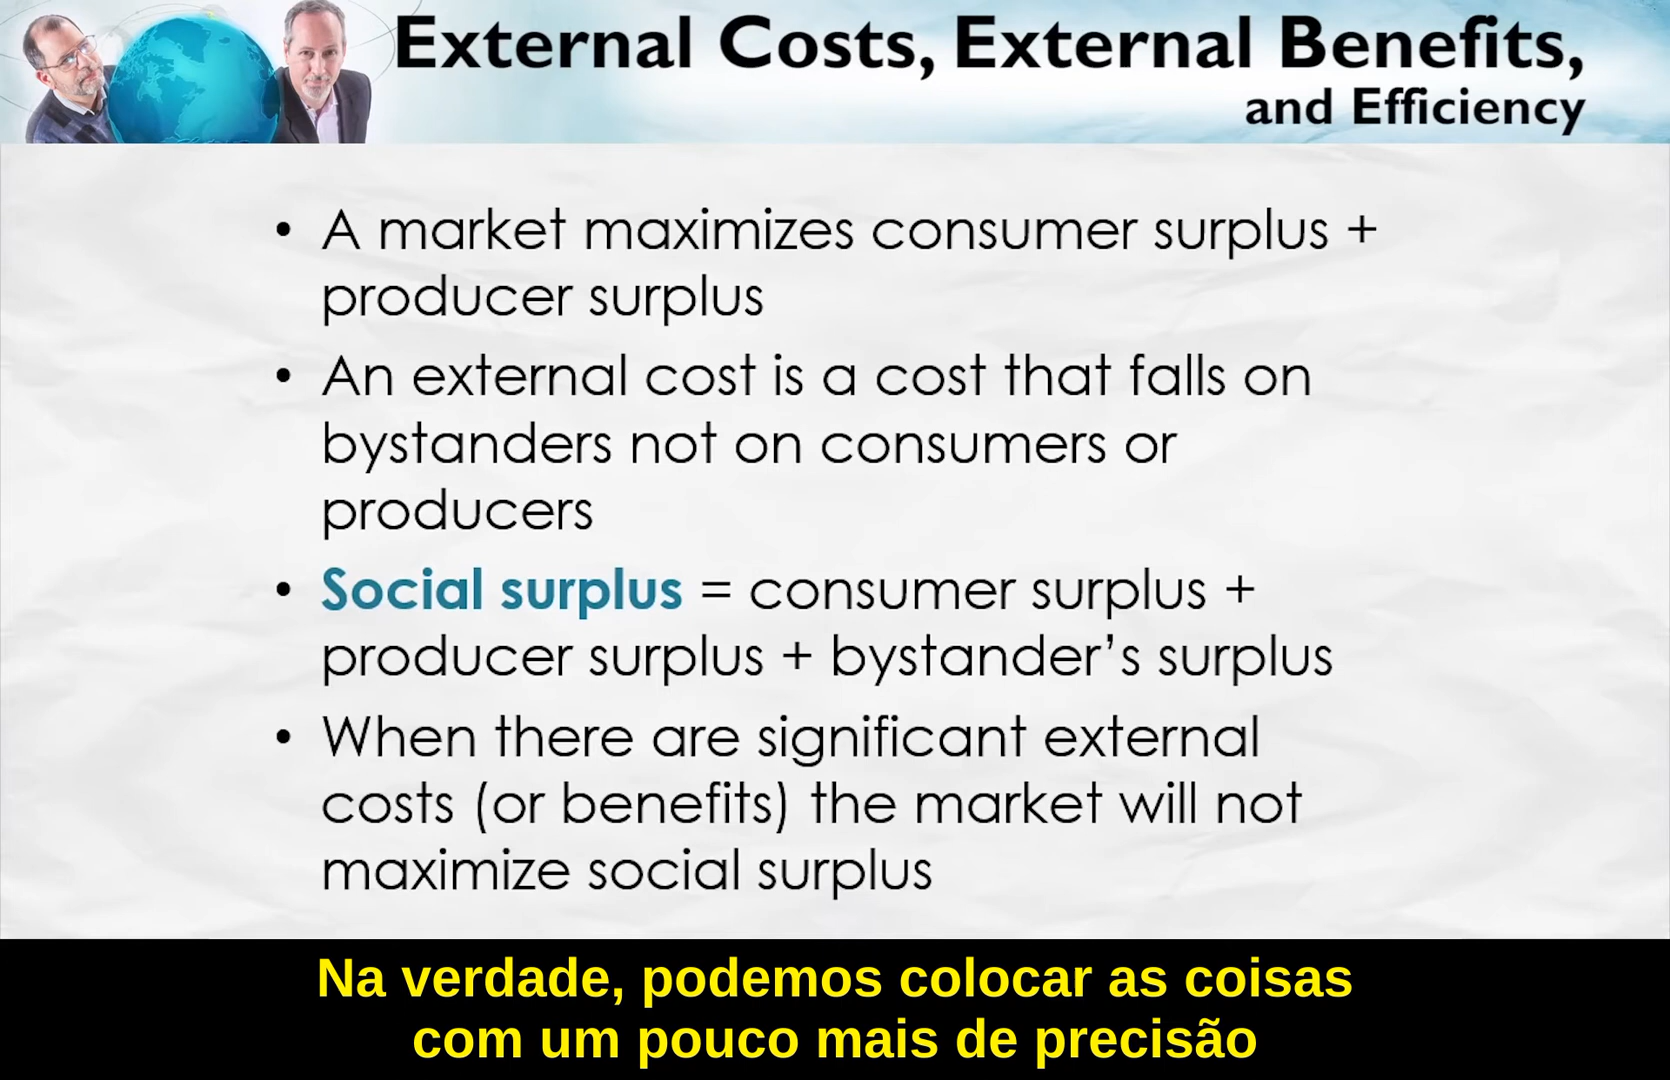 External Costs, External Benefits,
and Efficiency
• A market maximizes consumer surplus +
producer surplus
• An external cost is a cost that falls on
bystanders not on consumers or
producers
• Social surplus = consumer surplus +
producer surplus + bystander’s surplus
• When there are significant external
costs (or benefits) the market will not
maximize social surplus
Na verdade, podemos colocar as coisas
com um pouco mais de precisão